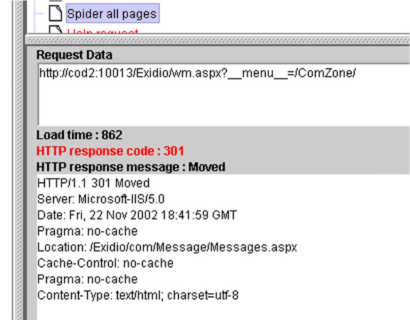 Spider all pages
Help request
Request Data
http://cod2:10013/Exidio/wm.aspx?__menu__=/ComZone/
Load time : 862
HTTP response code : 301
HTTP response message : Moved
HTTP/1.1 301 Moved
Server: Microsoft-IIS/5.0
Date: Fri, 22 Nov 2002 18:41:59 GMT
Pragma: no-cache
Location: /Exidio/com/Message/Messages.aspx
Cache-Control: no-cache
Pragma: no-cache
Content-Type: text/html; charset=utf-8